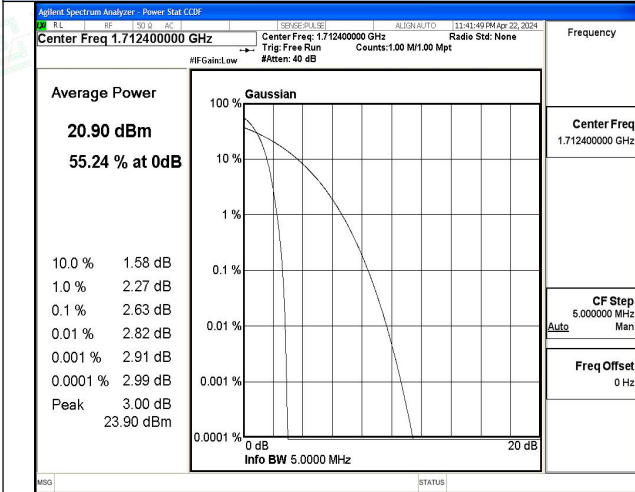 Agilent Spectrum Analyzer - Power Stat CCDF
RL RF 50 Ω AC SENSE:PULSE ALIGN AUTO 11:41:49 PM Apr 22, 2024
Center Freq 1.712400000 GHz
Center Freq: 1.712400000 GHz Radio Std: None
Trig: Free Run Counts:1.00 M/1.00 Mpt
#IFGain:Low #Atten: 40 dB
Frequency
Average Power
20.90 dBm
55.24 % at 0dB
10.0 % 1.58 dB
1.0 % 2.27 dB
0.1 % 2.63 dB
0.01 % 2.82 dB
0.001 % 2.91 dB
0.0001 % 2.99 dB
Peak 3.00 dB
23.90 dBm
Gaussian
100 %
10 %
1 %
0.1 %
0.01 %
0.001 %
0.0001 %
0 dB 20 dB
Info BW 5.0000 MHz
Center Freq
1.712400000 GHz
CF Step
5.000000 MHz
Auto Man
Freq Offset
0 Hz
MSG STATUS